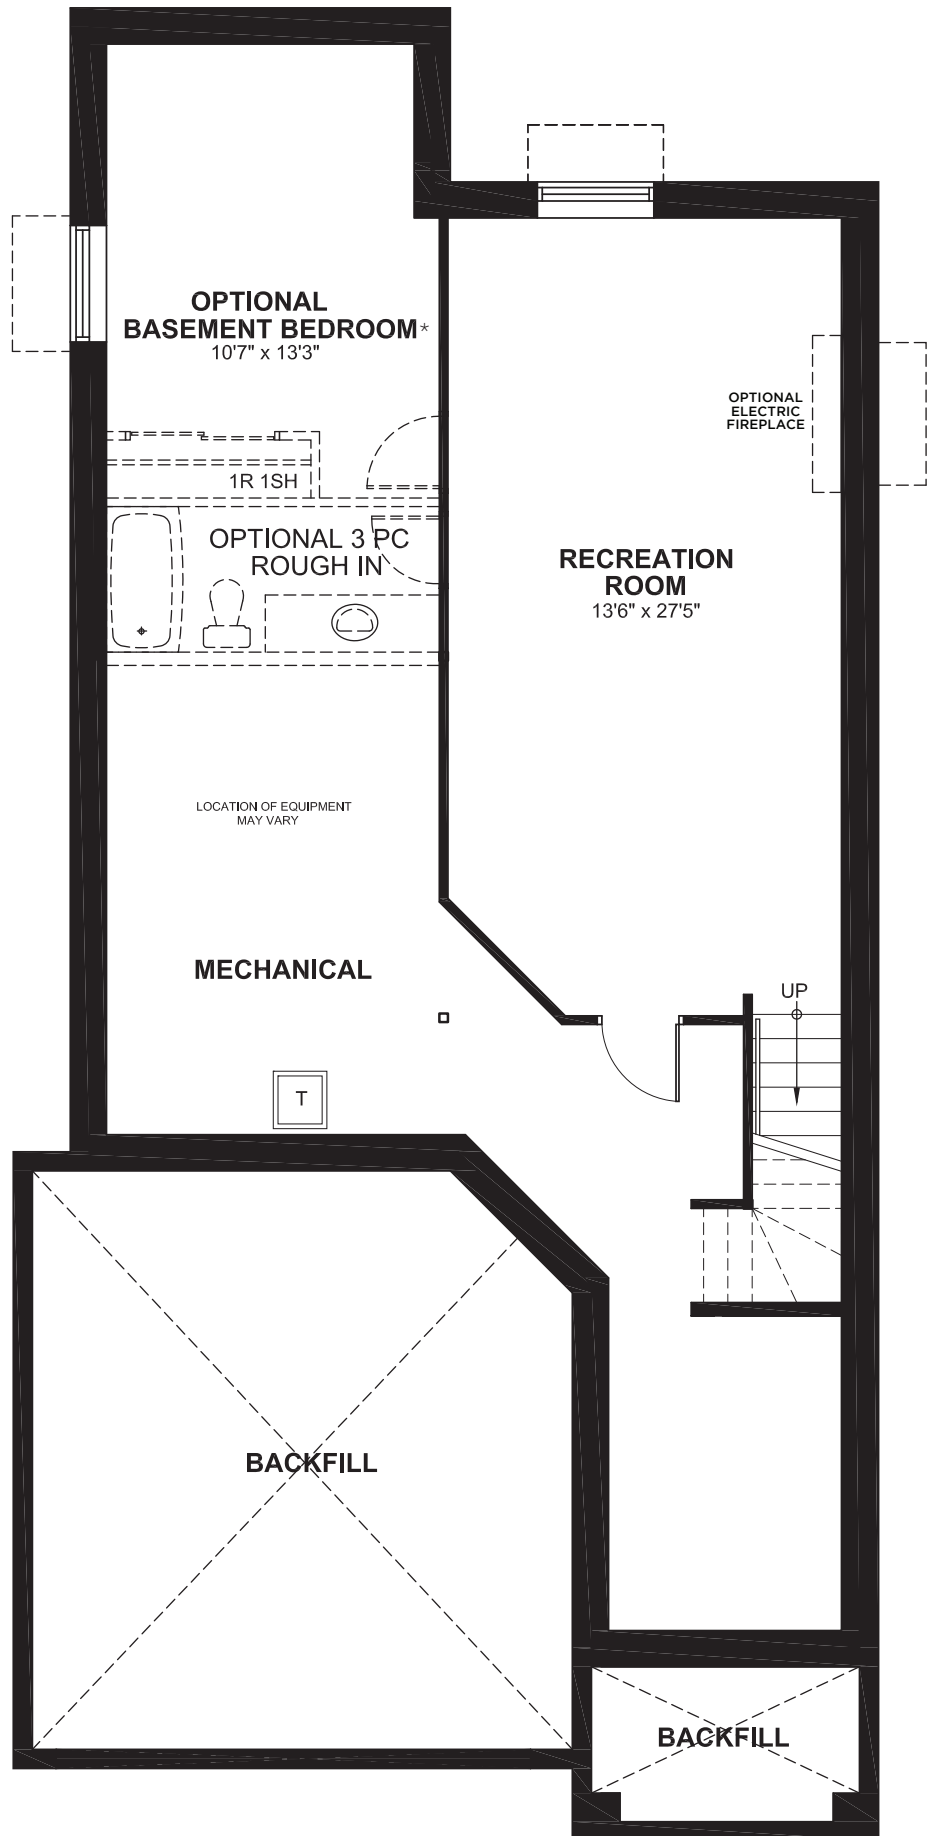 OPTIONAL
BASEMENT BEDROOM*
10'7" x 13'3"
OPTIONAL
ELECTRIC
FIREPLACE
1R 1SH
OPTIONAL 3 PC
ROUGH IN
RECREATION
ROOM
13'6" x 27'5"
LOCATION OF EQUIPMENT
MAY VARY
MECHANICAL
UP
T
BACKFILL
BACKFILL